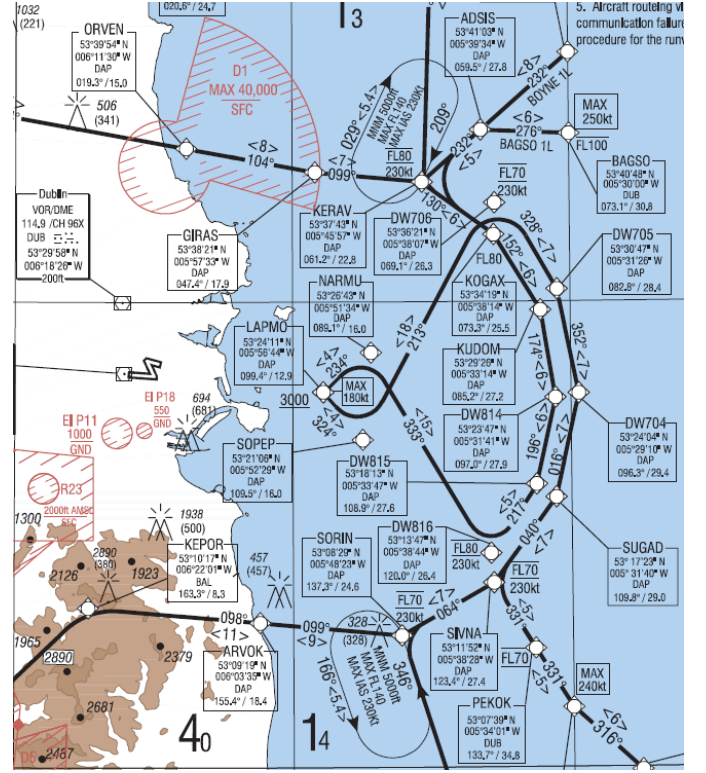 1032
(221)
020.6° / 24.7
1 3
5. Aircraft routeing vi
communication failure
procedure for the runw
ORVEN
53°39'54" N
006°11'30" W
DAP
019.3° / 15.0
ADSIS
53°41'03" N
005°39'34" W
DAP
059.5° / 27.8
D1
MAX 40,000
SFC
506
(341)
029° <5.4>
MNM 5000ft
MAX FL140
MAX IAS 230Kt
209°
<8>
232°
BOYNE 1L
<6>
276°
BAGSO 1L
MAX
250kt
FL100
232°
<5>
<8>
104°
<7>
099°
FL80
230kt
FL70
230kt
130° <6>
BAGSO
53°40'48" N
005°30'00" W
DAP
073.1° / 30.8
Dublin
VOR/DME
114.9 /CH 96X
DUB
53°29'58" N
006°18'26" W
200ft
GIRAS
53°38'21" N
005°57'33" W
DAP
047.4° / 17.9
KERAV
53°37'43" N
005°45'57" W
DAP
061.2° / 22.8
DW706
53°36'21" N
005°38'07" W
DAP
069.1° / 26.3
FL80
328° <7>
152° <6>
DW705
53°30'47" N
005°31'26" W
DAP
082.8° / 28.4
NARMU
53°26'43" N
005°51'34" W
DAP
089.1° / 16.0
KOGAX
53°34'19" N
005°38'14" W
DAP
073.3° / 25.5
LAPMO
53°24'11" N
005°56'44" W
DAP
099.4° / 12.9
<18>
213°
KUDOM
53°29'26" N
005°33'14" W
DAP
085.2° / 27.2
174° <6>
352° <7>
<4>
234°
MAX
180kt
3000
<4>
324°
<15>
333°
EI P18
550
GND
694
(681)
EI P11
1000
GND
DW814
53°23'47" N
005°31'41" W
DAP
097.0° / 27.9
196° <6>
016° <7>
DW704
53°24'04" N
005°29'10" W
DAP
096.3° / 29.4
SOPEP
53°21'06" N
005°52'29" W
DAP
109.5° / 16.0
DW815
53°18'13" N
005°33'47" W
DAP
108.9° / 27.6
<5>
217°
R23
2000ft AMSL
SFC
1300
1938
(500)
040°
<7>
SORIN
53°08'29" N
005°48'23" W
DAP
137.3° / 24.6
DW816
53°13'47" N
005°38'44" W
DAP
120.0° / 26.4
FL80
230kt
SUGAD
53° 17'23" N
005° 31'40" W
DAP
109.8° / 29.0
KEPOR
53°10'17" N
006°22'01" W
BAL
163.3° / 8.3
2890
(380)
457
(457)
2126
1923
FL70
230kt
FL70
230kt
<7>
064°
<5>
331°
098°
<11>
099°
<9>
328
(328)
1965
2890
2379
ARVOK
53°09'19" N
006°03'35" W
DAP
155.4° / 18.4
166° <5.4>
MNM 5000ft
MAX FL140
MAX IAS 230Kt
346°
SIVNA
53°11'52" N
005°38'28" W
DAP
123.4° / 27.4
FL70
331°
<5>
MAX
240kt
PEKOK
53°07'39" N
005°34'01" W
DUB
133.7° / 34.8
<6>
316°
2681
4 0
1 4
D6
2467